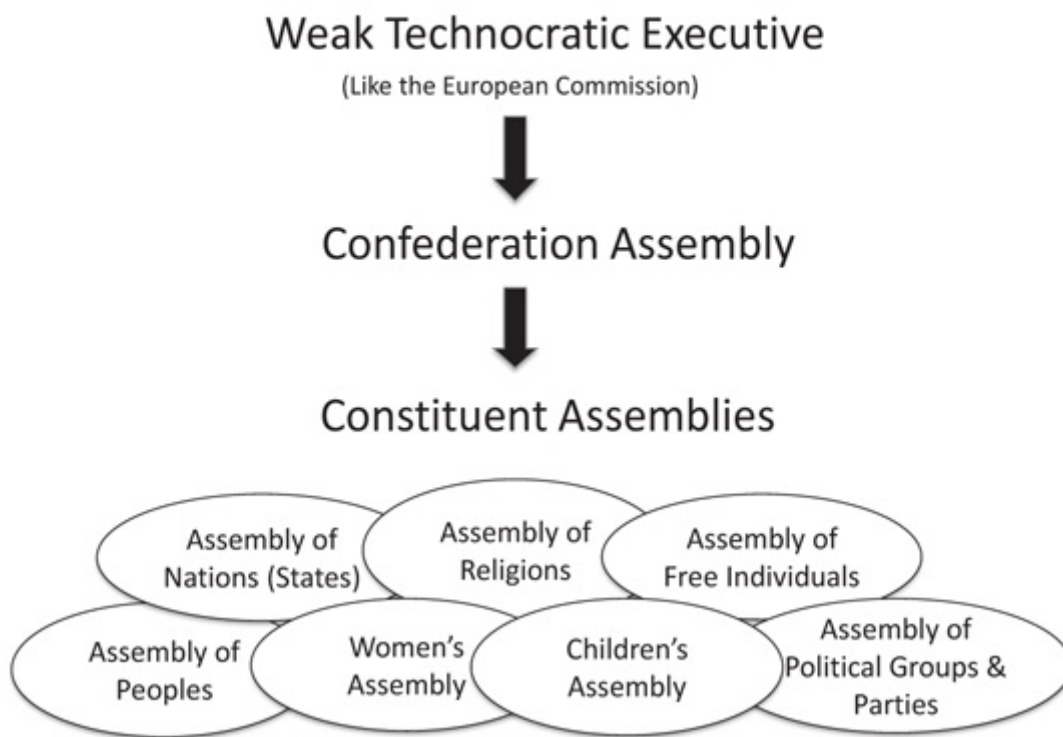 Weak Technocratic Executive
(Like the European Commission)
Confederation Assembly
Constituent Assemblies
Assembly of
Nations (States)
Assembly of
Religions
Assembly of
Free Individuals
Assembly of
Peoples
Women's
Assembly
Children's
Assembly
Assembly of
Political Groups &
Parties